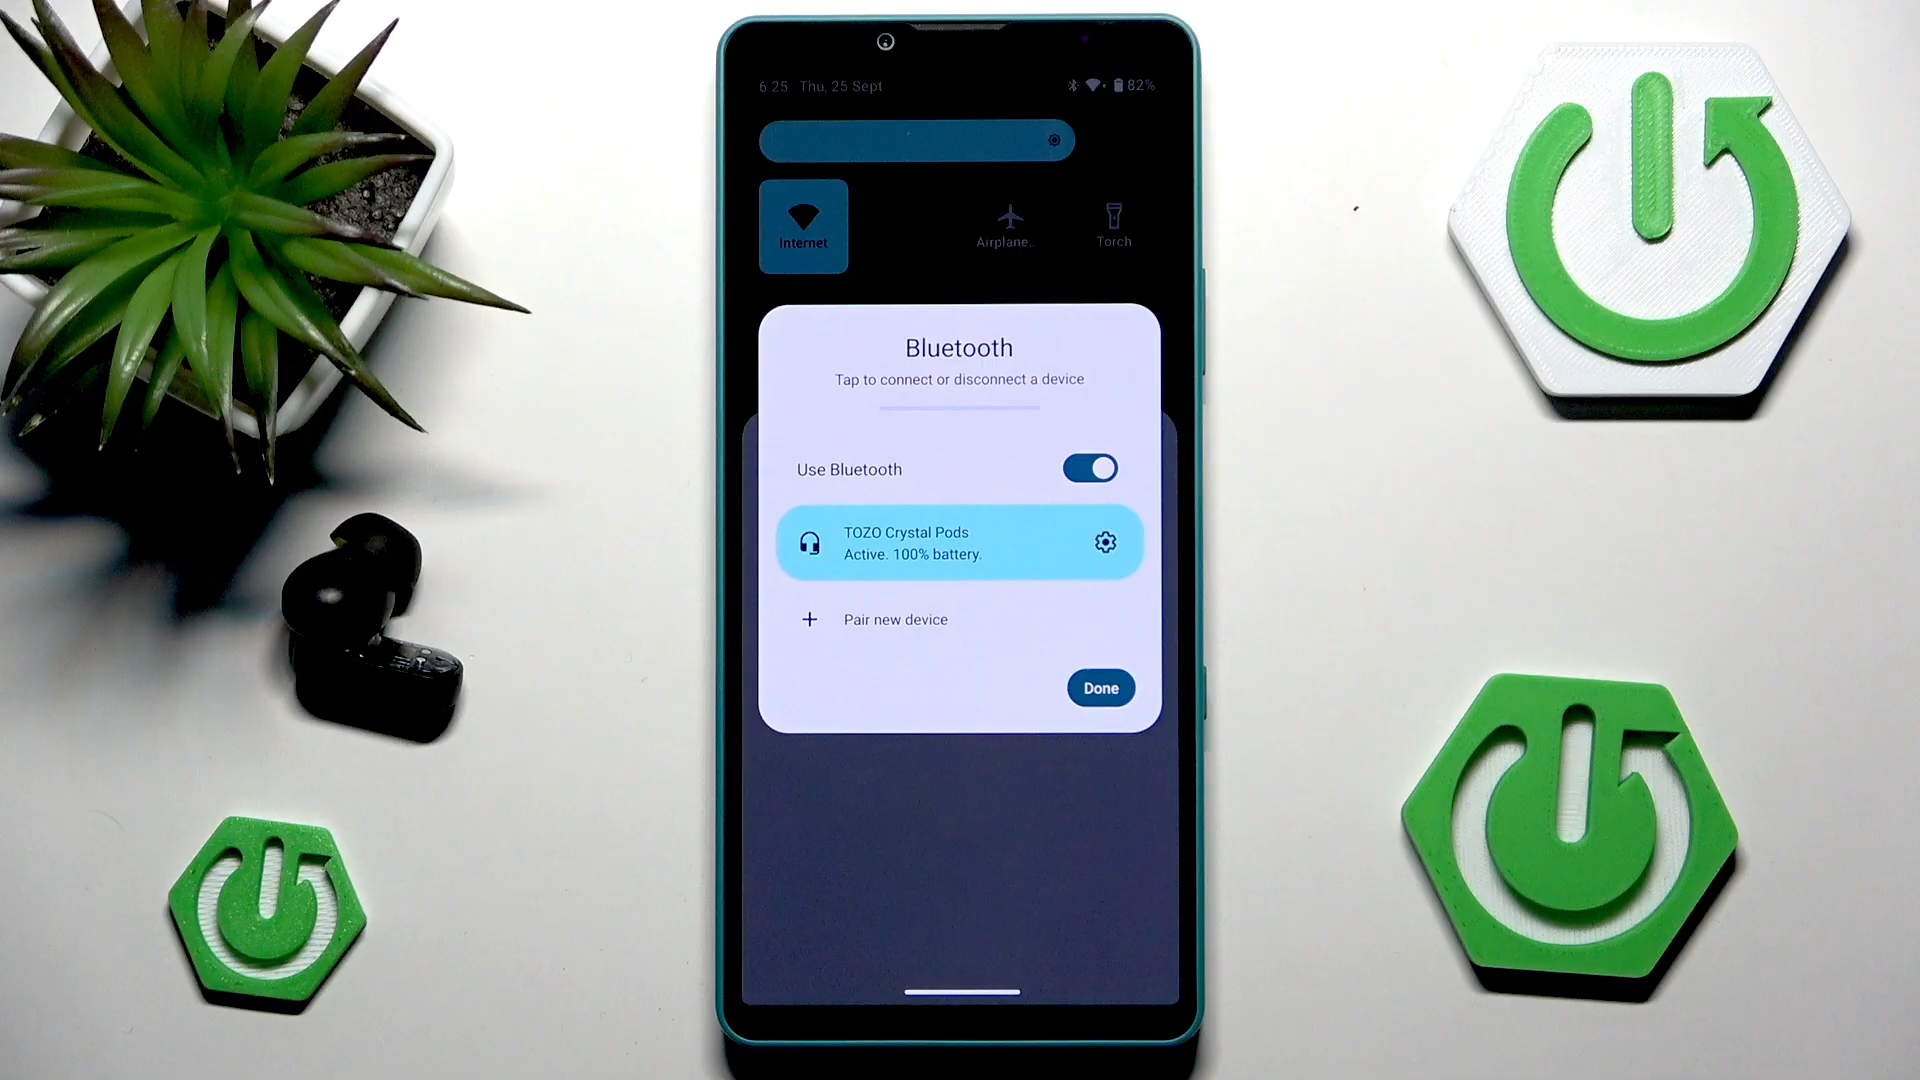 6:25 Thu, 25 Sept 82%
Internet
Airplane..
Torch
Bluetooth
Tap to connect or disconnect a device
Use Bluetooth
TOZO Crystal Pods
Active. 100% battery.
Pair new device
Done